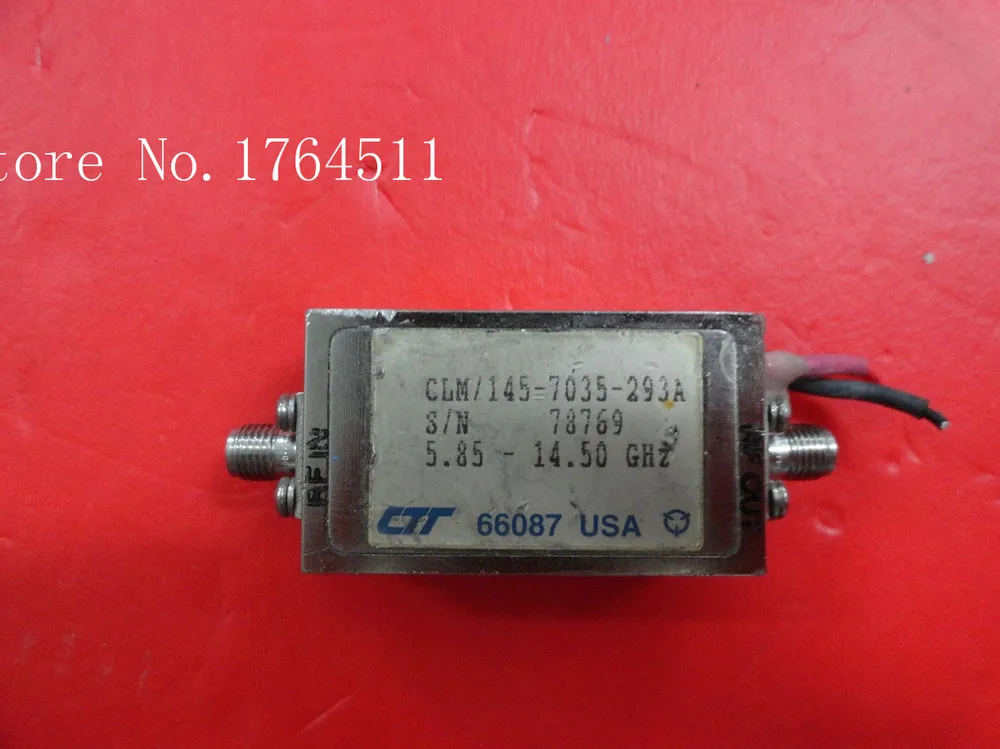 tore No.1764511
CLM/145-7035-293A
S/N 78769
5.85 - 14.50 GHz
RF IN
CTT 66087 USA